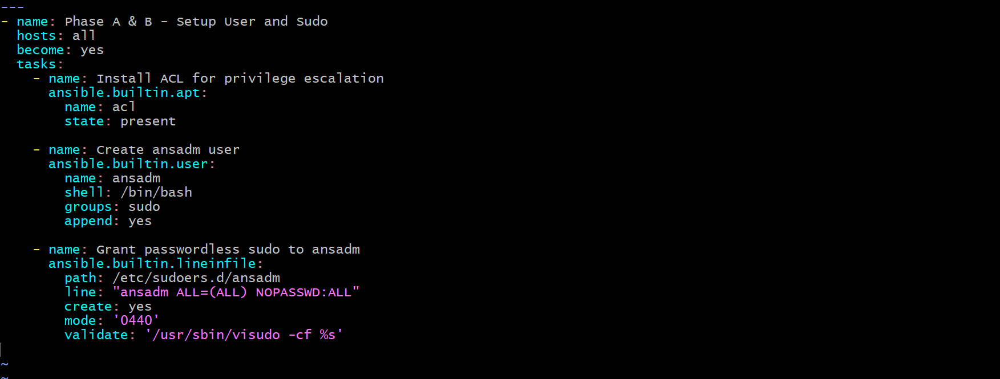 ---
- name: Phase A & B - Setup User and Sudo
  hosts: all
  become: yes
  tasks:
    - name: Install ACL for privilege escalation
      ansible.builtin.apt:
        name: acl
        state: present

    - name: Create ansadm user
      ansible.builtin.user:
        name: ansadm
        shell: /bin/bash
        groups: sudo
        append: yes

    - name: Grant passwordless sudo to ansadm
      ansible.builtin.lineinfile:
        path: /etc/sudoers.d/ansadm
        line: "ansadm ALL=(ALL) NOPASSWD:ALL"
        create: yes
        mode: '0440'
        validate: '/usr/sbin/visudo -cf %s'

~
~